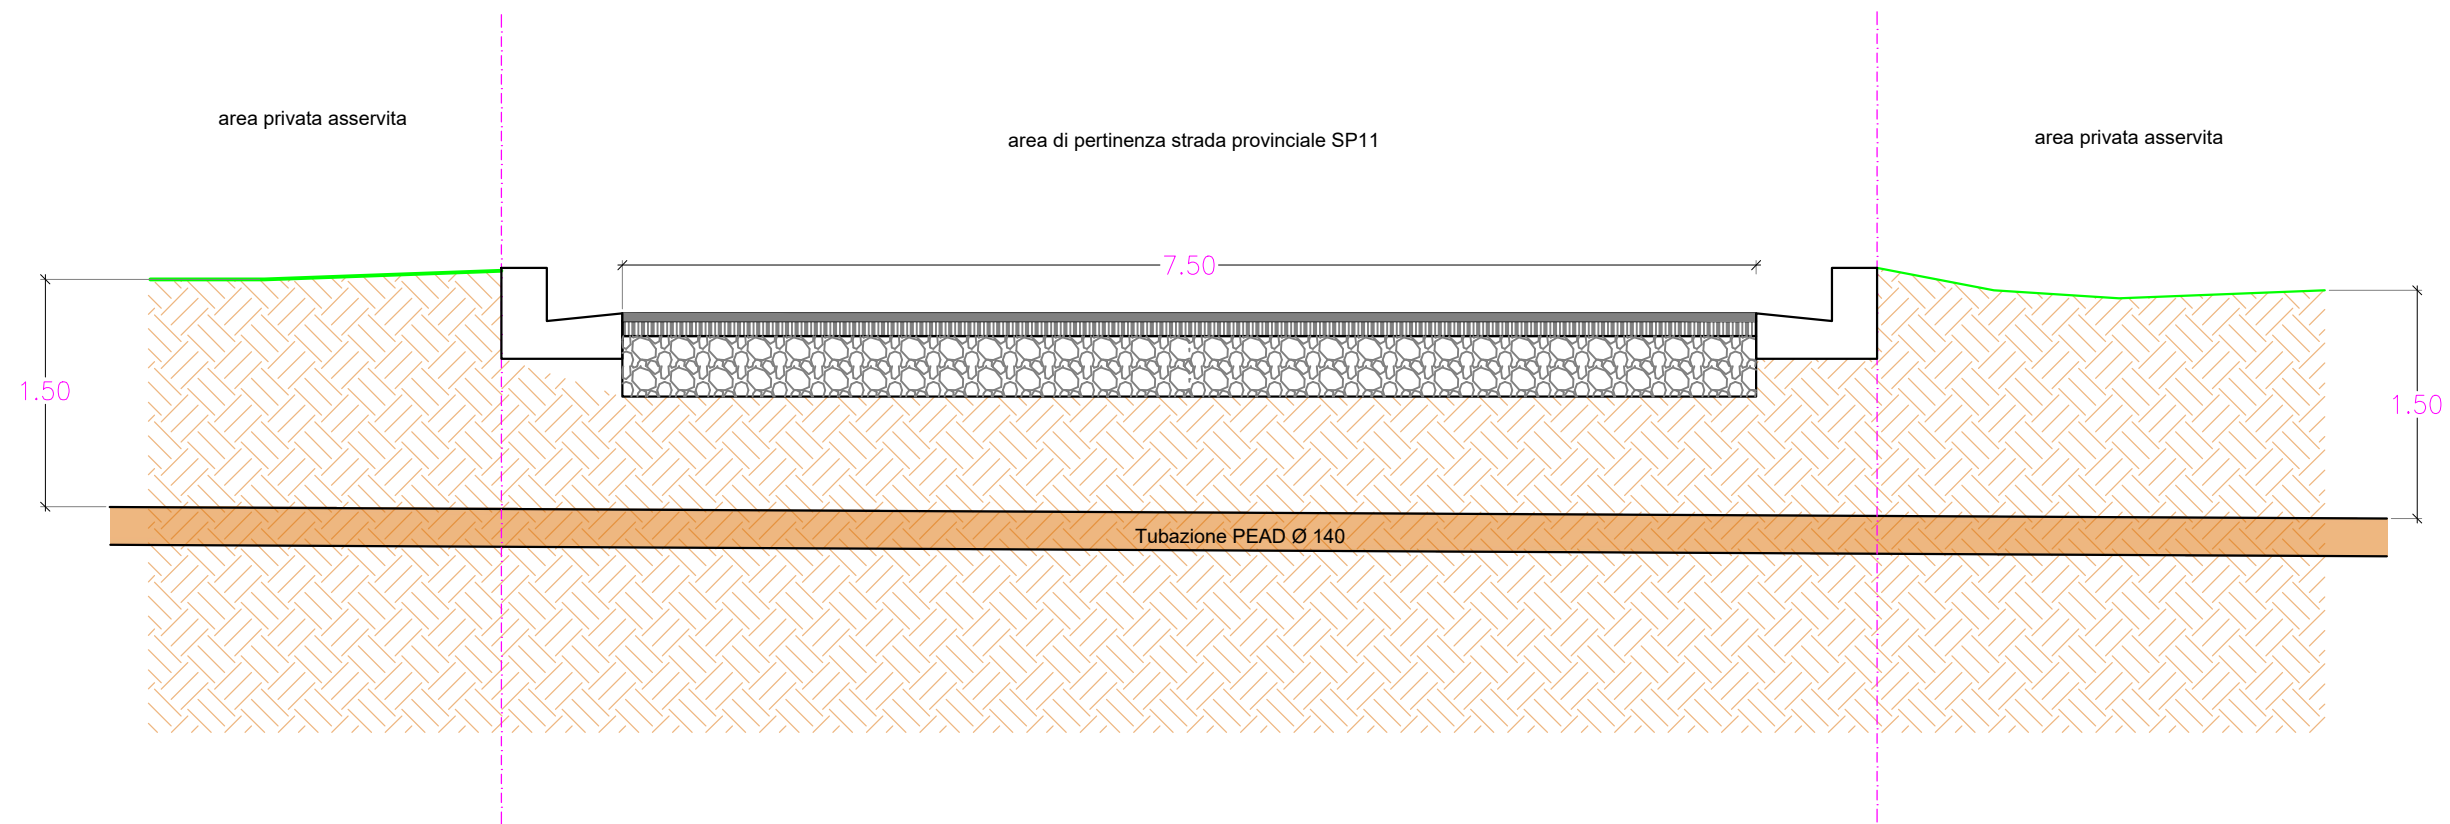 area privata asservita
area di pertinenza strada provinciale SP11
area privata asservita
7.50
1.50
1.50
Tubazione PEAD Ø 140